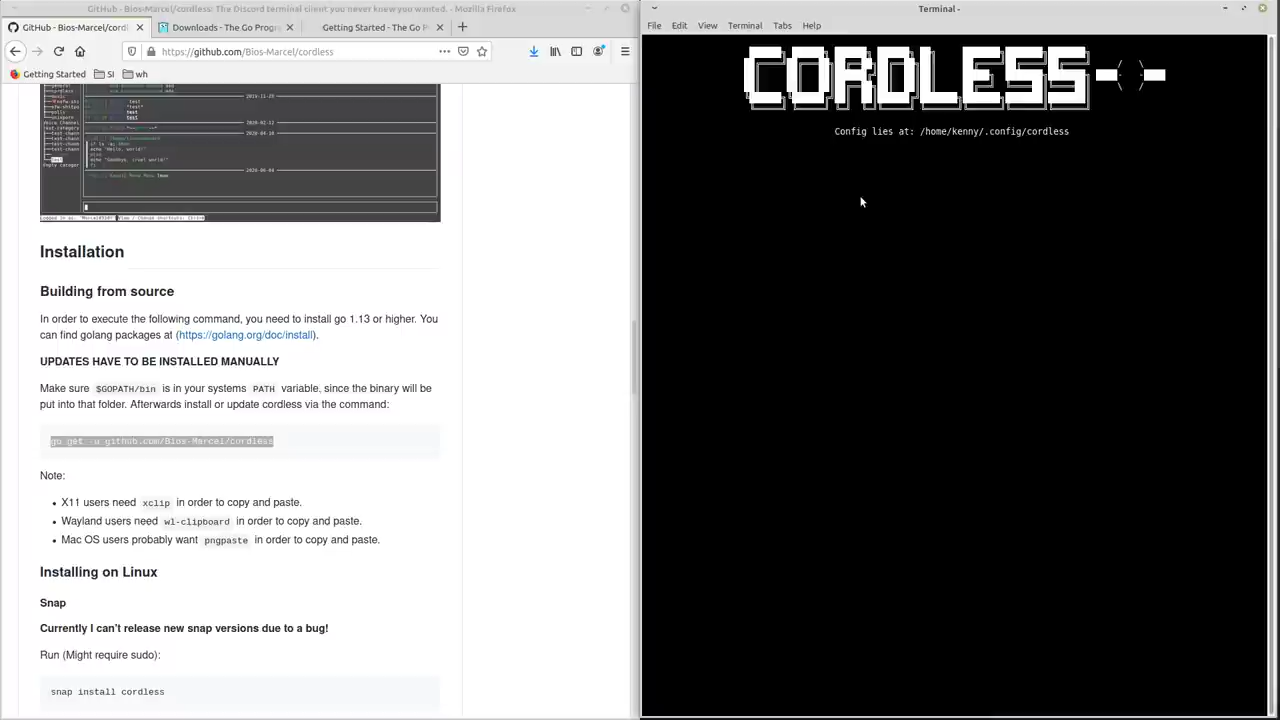 GitHub - Bios-Marcel/cordless: The Discord terminal client you never knew you wanted. - Mozilla Firefox
GitHub - Bios-Marcel/cordl
Downloads - The Go Progr
Getting Started - The Go P
https://github.com/Bios-Marcel/cordless
Getting Started
SI
wh
Installation
Building from source
In order to execute the following command, you need to install go 1.13 or higher. You
can find golang packages at (https://golang.org/doc/install).
UPDATES HAVE TO BE INSTALLED MANUALLY
Make sure $GOPATH/bin is in your systems PATH variable, since the binary will be
put into that folder. Afterwards install or update cordless via the command:
go get -u github.com/Bios-Marcel/cordless
Note:
• X11 users need xclip in order to copy and paste.
• Wayland users need wl-clipboard in order to copy and paste.
• Mac OS users probably want pngpaste in order to copy and paste.
Installing on Linux
Snap
Currently I can't release new snap versions due to a bug!
Run (Might require sudo):
snap install cordless
Terminal -
File Edit View Terminal Tabs Help
CORDLESS
Config lies at: /home/kenny/.config/cordless